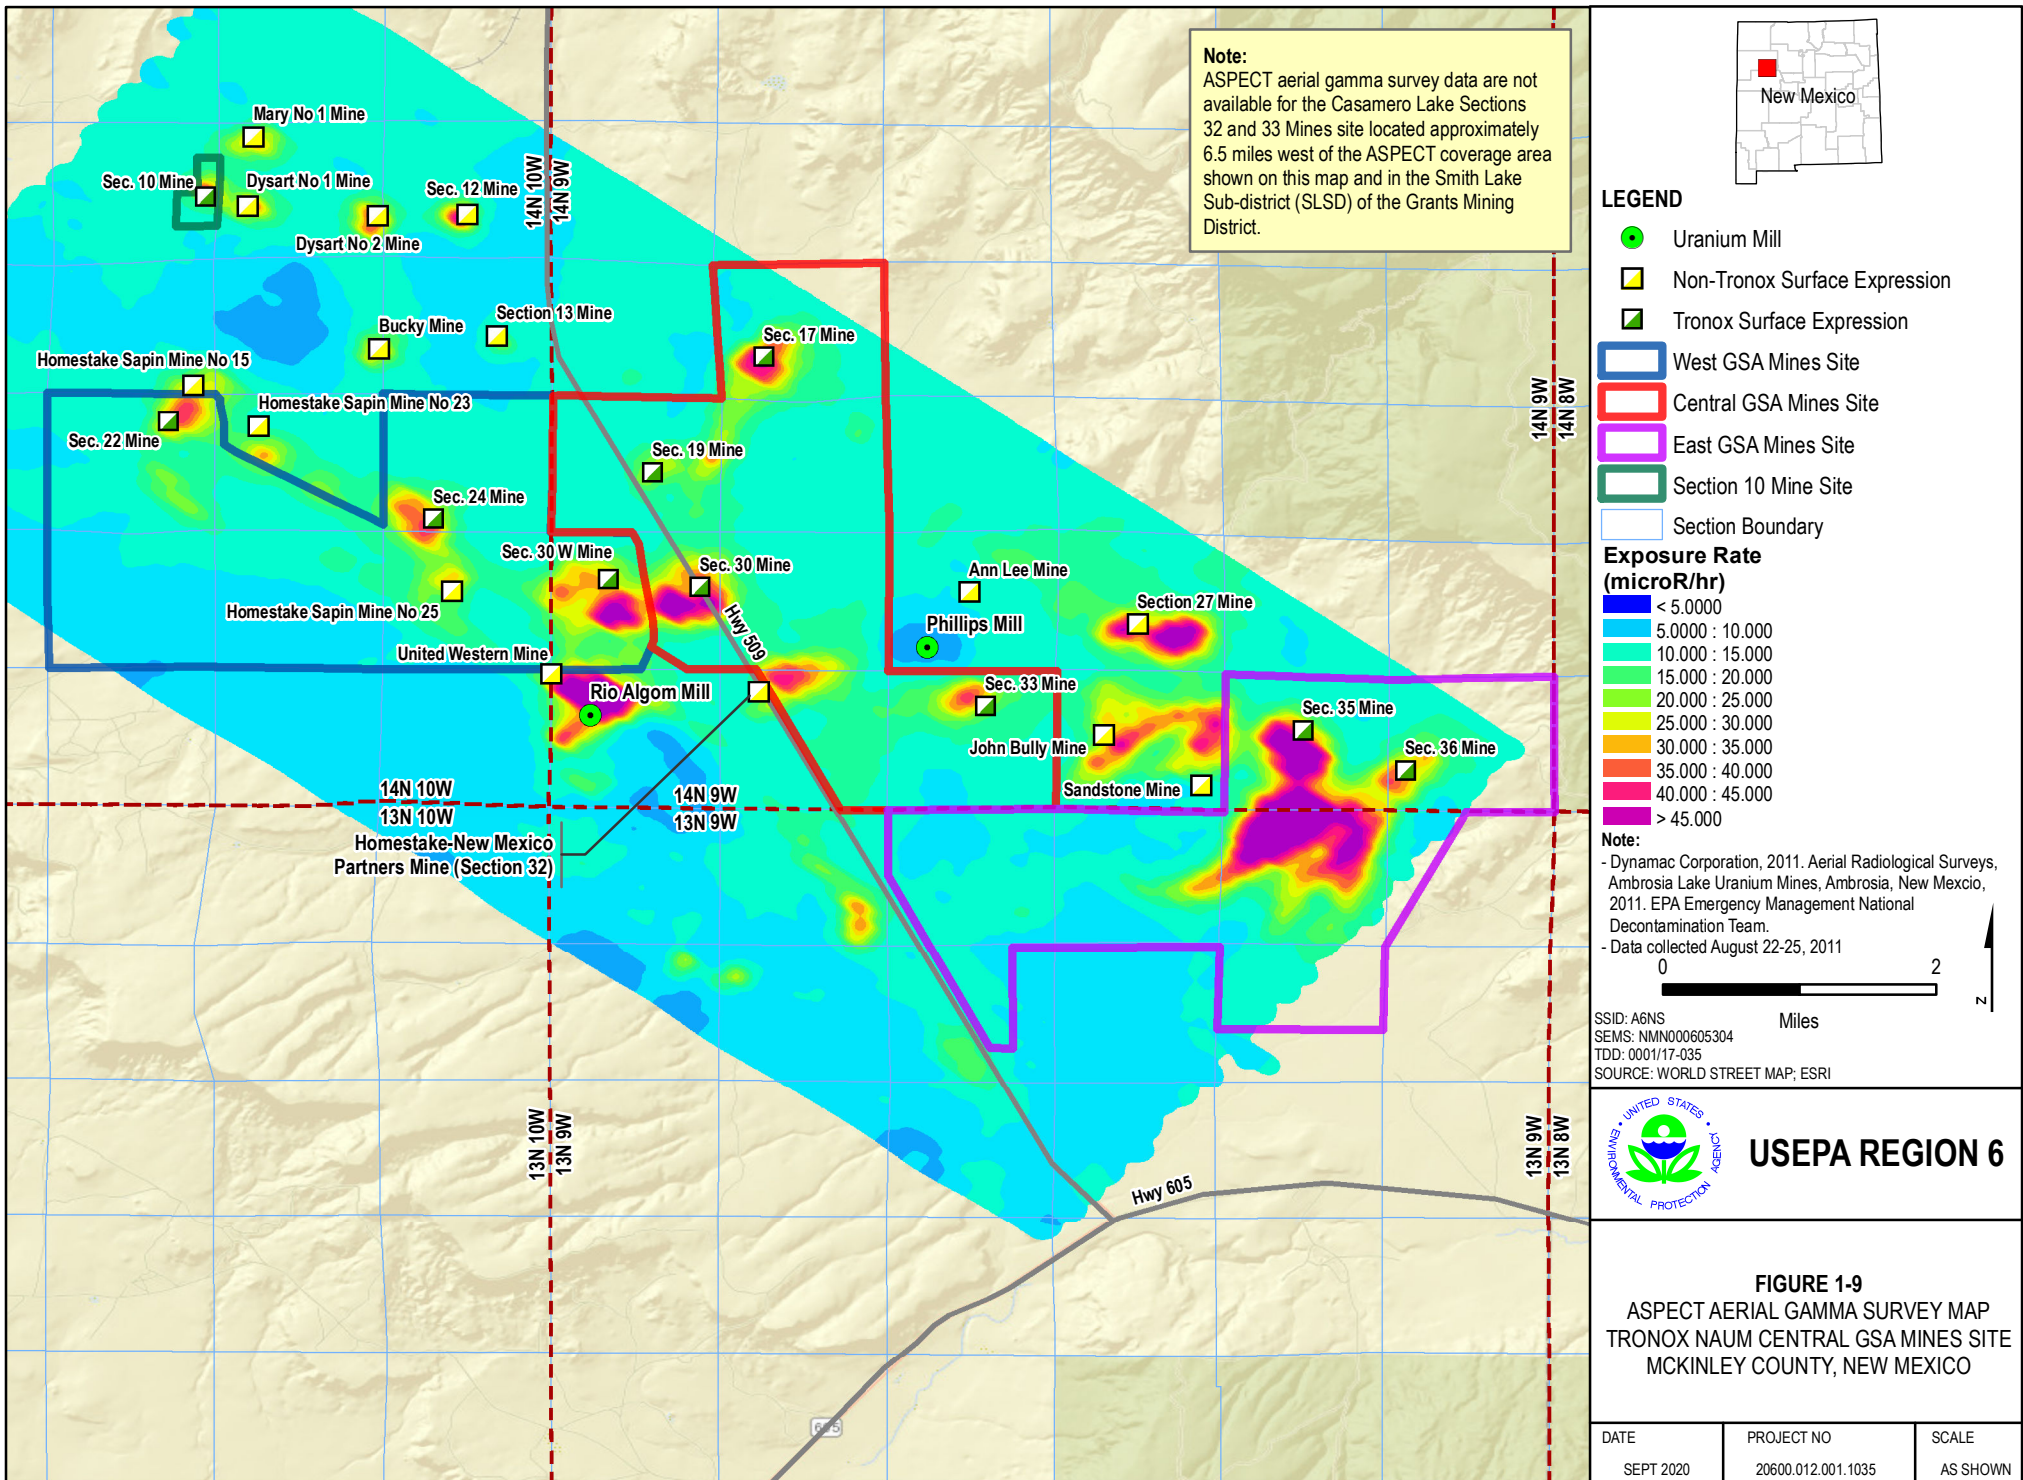 Note:
ASPECT aerial gamma survey data are not
available for the Casamero Lake Sections
32 and 33 Mines site located approximately
6.5 miles west of the ASPECT coverage area
shown on this map and in the Smith Lake
Sub-district (SLSD) of the Grants Mining
District.
Mary No 1 Mine
Sec. 10 Mine
Dysart No 1 Mine
Sec. 12 Mine
Dysart No 2 Mine
14N 10W
14N 9W
Bucky Mine
Section 13 Mine
Sec. 17 Mine
Homestake Sapin Mine No 15
Homestake Sapin Mine No 23
Sec. 22 Mine
14N 9W
14N 8W
Sec. 19 Mine
Sec. 24 Mine
Sec. 30 W Mine
Sec. 30 Mine
Ann Lee Mine
Homestake Sapin Mine No 25
Hwy 509
Section 27 Mine
Phillips Mill
United Western Mine
Rio Algom Mill
Sec. 33 Mine
Sec. 35 Mine
John Bully Mine
Sec. 36 Mine
Sandstone Mine
14N 10W
13N 10W
14N 9W
13N 9W
Homestake-New Mexico
Partners Mine (Section 32)
13N 10W
13N 9W
13N 9W
13N 8W
Hwy 605
605
New Mexico
LEGEND
Uranium Mill
Non-Tronox Surface Expression
Tronox Surface Expression
West GSA Mines Site
Central GSA Mines Site
East GSA Mines Site
Section 10 Mine Site
Section Boundary
Exposure Rate
(microR/hr)
< 5.0000
5.0000 : 10.000
10.000 : 15.000
15.000 : 20.000
20.000 : 25.000
25.000 : 30.000
30.000 : 35.000
35.000 : 40.000
40.000 : 45.000
> 45.000
Note:
- Dynamac Corporation, 2011. Aerial Radiological Surveys,
Ambrosia Lake Uranium Mines, Ambrosia, New Mexcio,
2011. EPA Emergency Management National
Decontamination Team.
- Data collected August 22-25, 2011
0 2
Miles
N
SSID: A6NS
SEMS: NMN000605304
TDD: 0001/17-035
SOURCE: WORLD STREET MAP; ESRI
UNITED STATES
ENVIRONMENTAL PROTECTION AGENCY
USEPA REGION 6
FIGURE 1-9
ASPECT AERIAL GAMMA SURVEY MAP
TRONOX NAUM CENTRAL GSA MINES SITE
MCKINLEY COUNTY, NEW MEXICO
DATE
SEPT 2020
PROJECT NO
20600.012.001.1035
SCALE
AS SHOWN